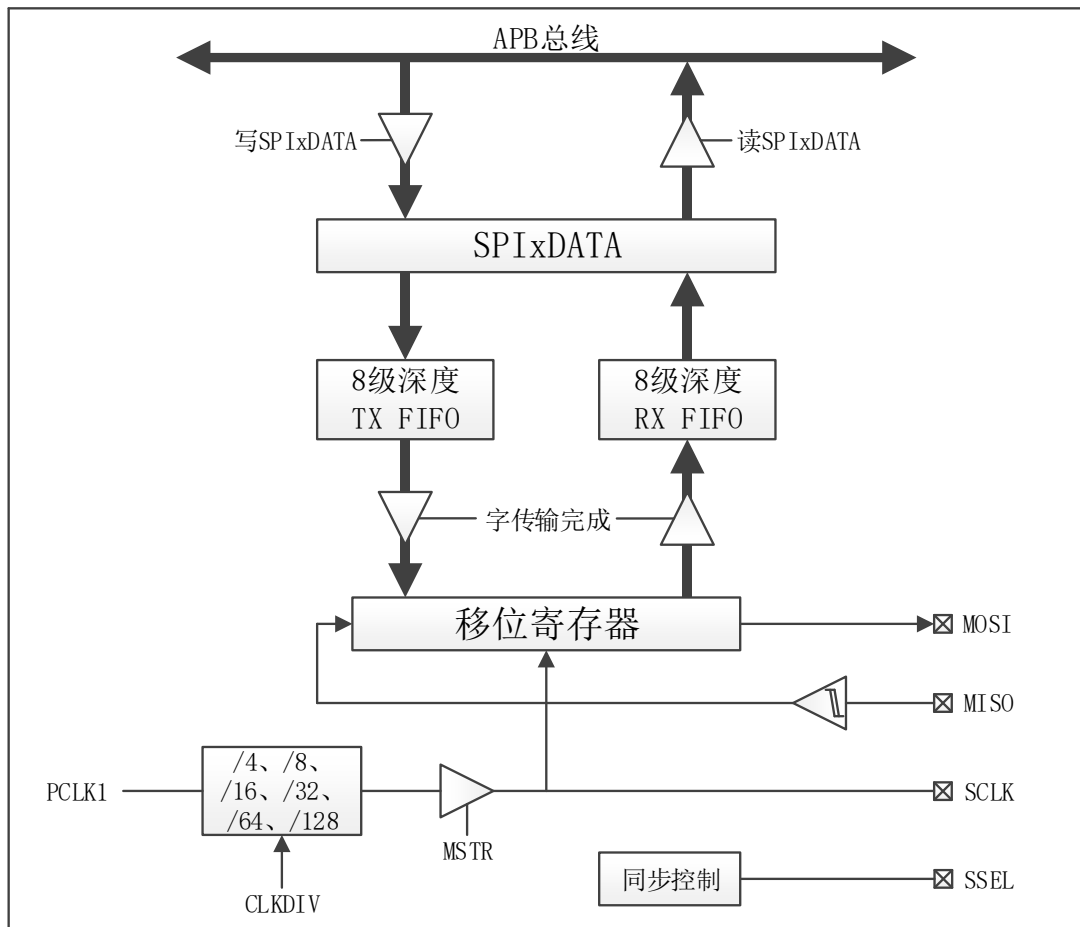 APB总线
写SPIxDATA
读SPIxDATA
SPIxDATA
8级深度
TX FIFO
8级深度
RX FIFO
字传输完成
移位寄存器
MOSI
MISO
/4、/8、
/16、/32、
/64、/128
PCLK1
SCLK
MSTR
同步控制
SSEL
CLKDIV